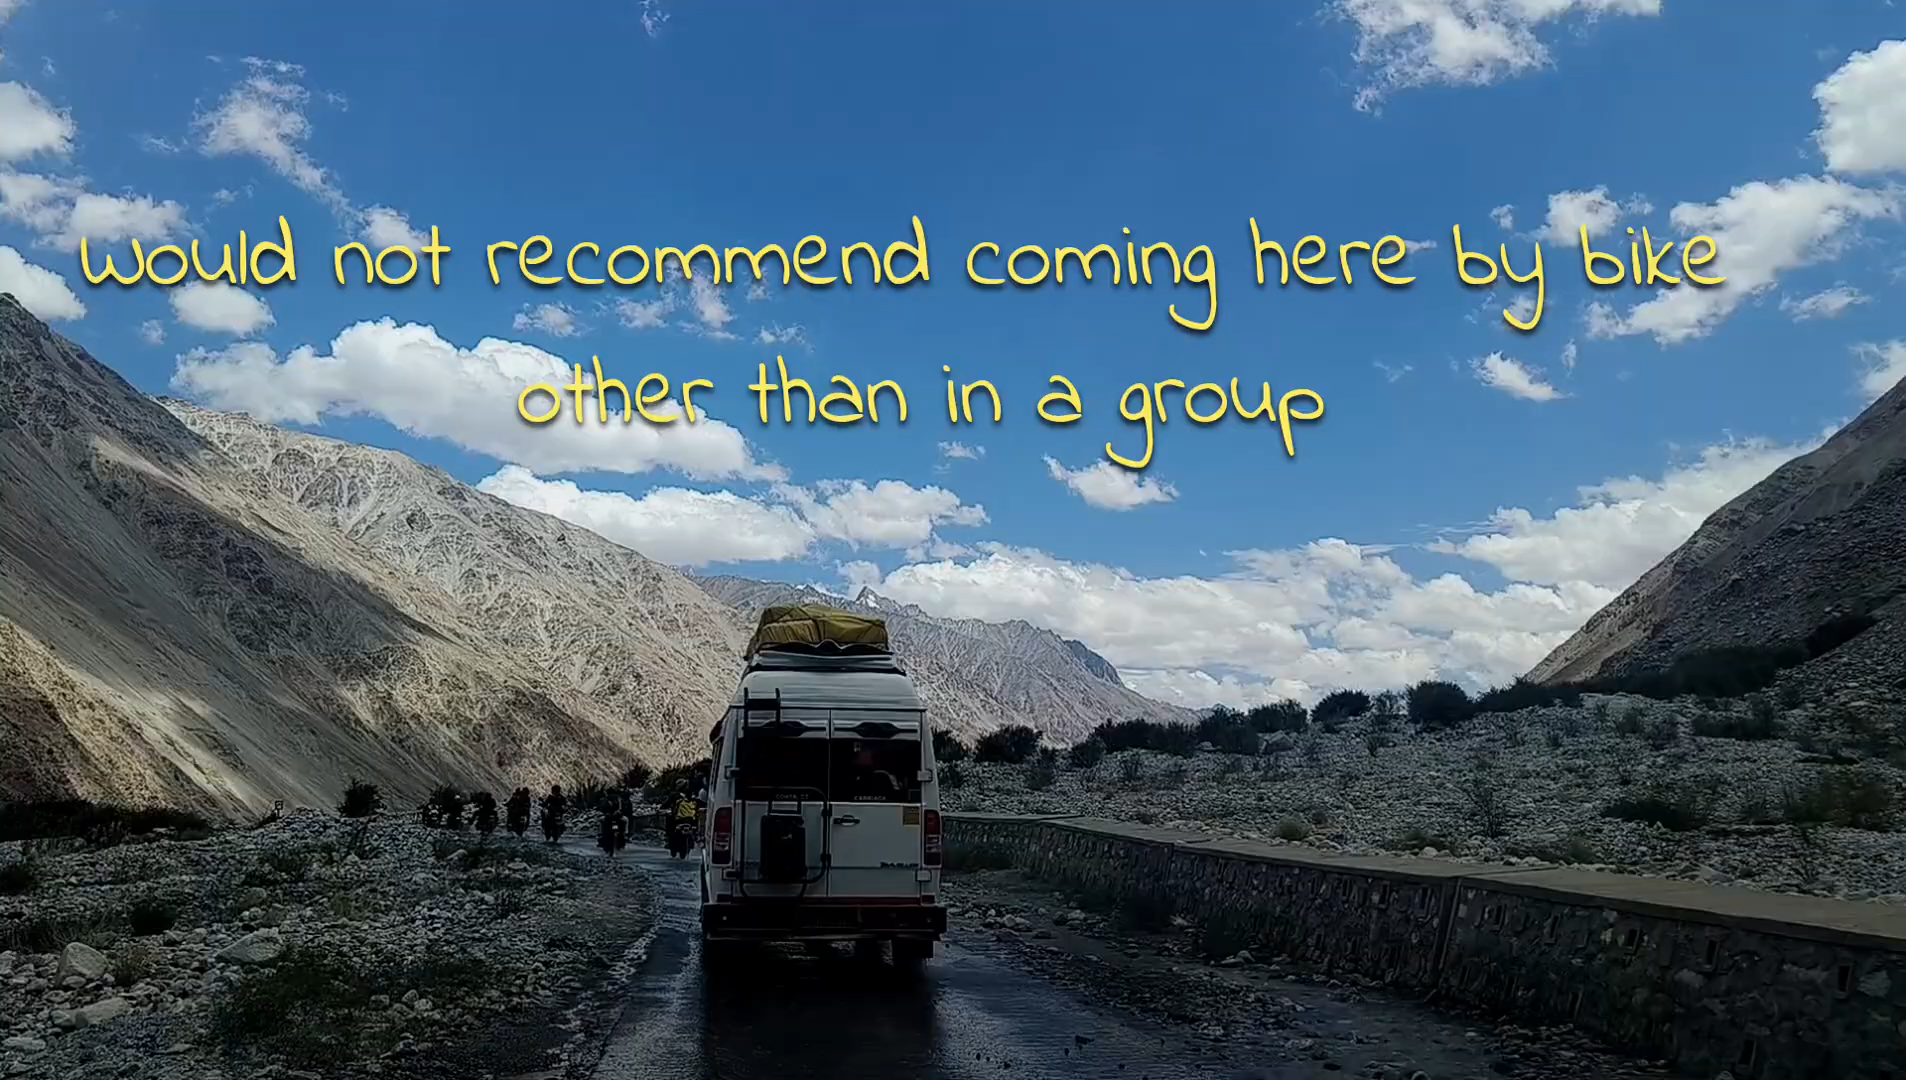 would not recommend coming here by bike
other than in a group